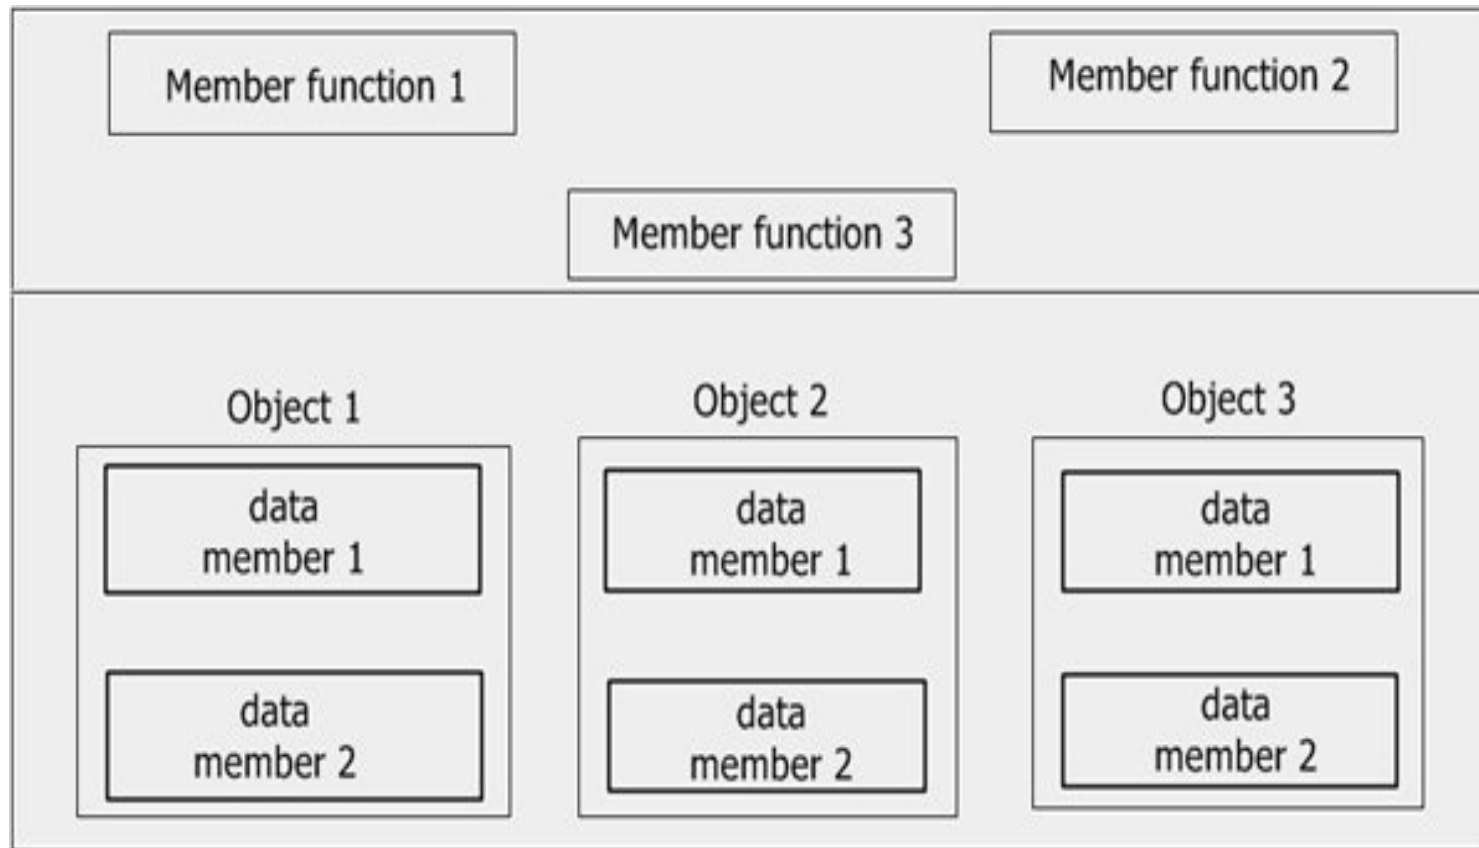 Member function 1
Member function 2
Member function 3
Object 1
Object 2
Object 3
data
member 1
data
member 1
data
member 1
data
member 2
data
member 2
data
member 2